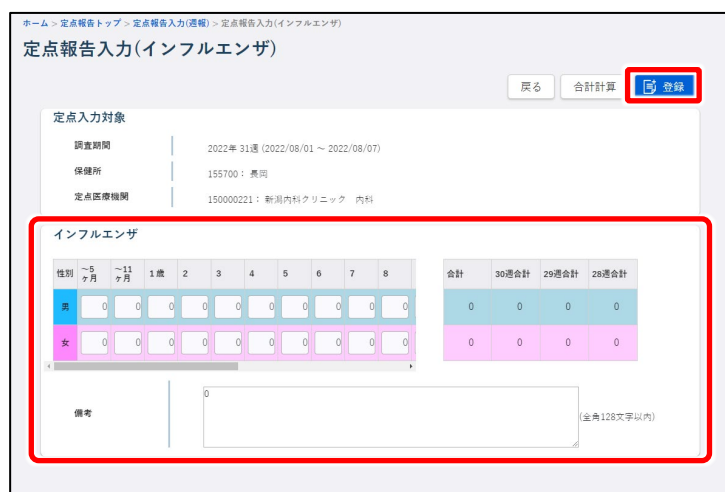 ホーム > 定点報告トップ > 定点報告入力(週報) > 定点報告入力(インフルエンザ)
定点報告入力(インフルエンザ)
戻る 合計計算 登録
定点入力対象
調査期間 2022年 31週 (2022/08/01 ~ 2022/08/07)
保健所 155700： 長岡
定点医療機関 150000221： 新潟内科クリニック 内科
インフルエンザ
性別 ~5ヶ月 ~11ヶ月 1歳 2 3 4 5 6 7 8 合計 30週合計 29週合計 28週合計
男 0 0 0 0 0 0 0 0 0 0 0 0 0 0
女 0 0 0 0 0 0 0 0 0 0 0 0 0 0
0
備考 (全角128文字以内)